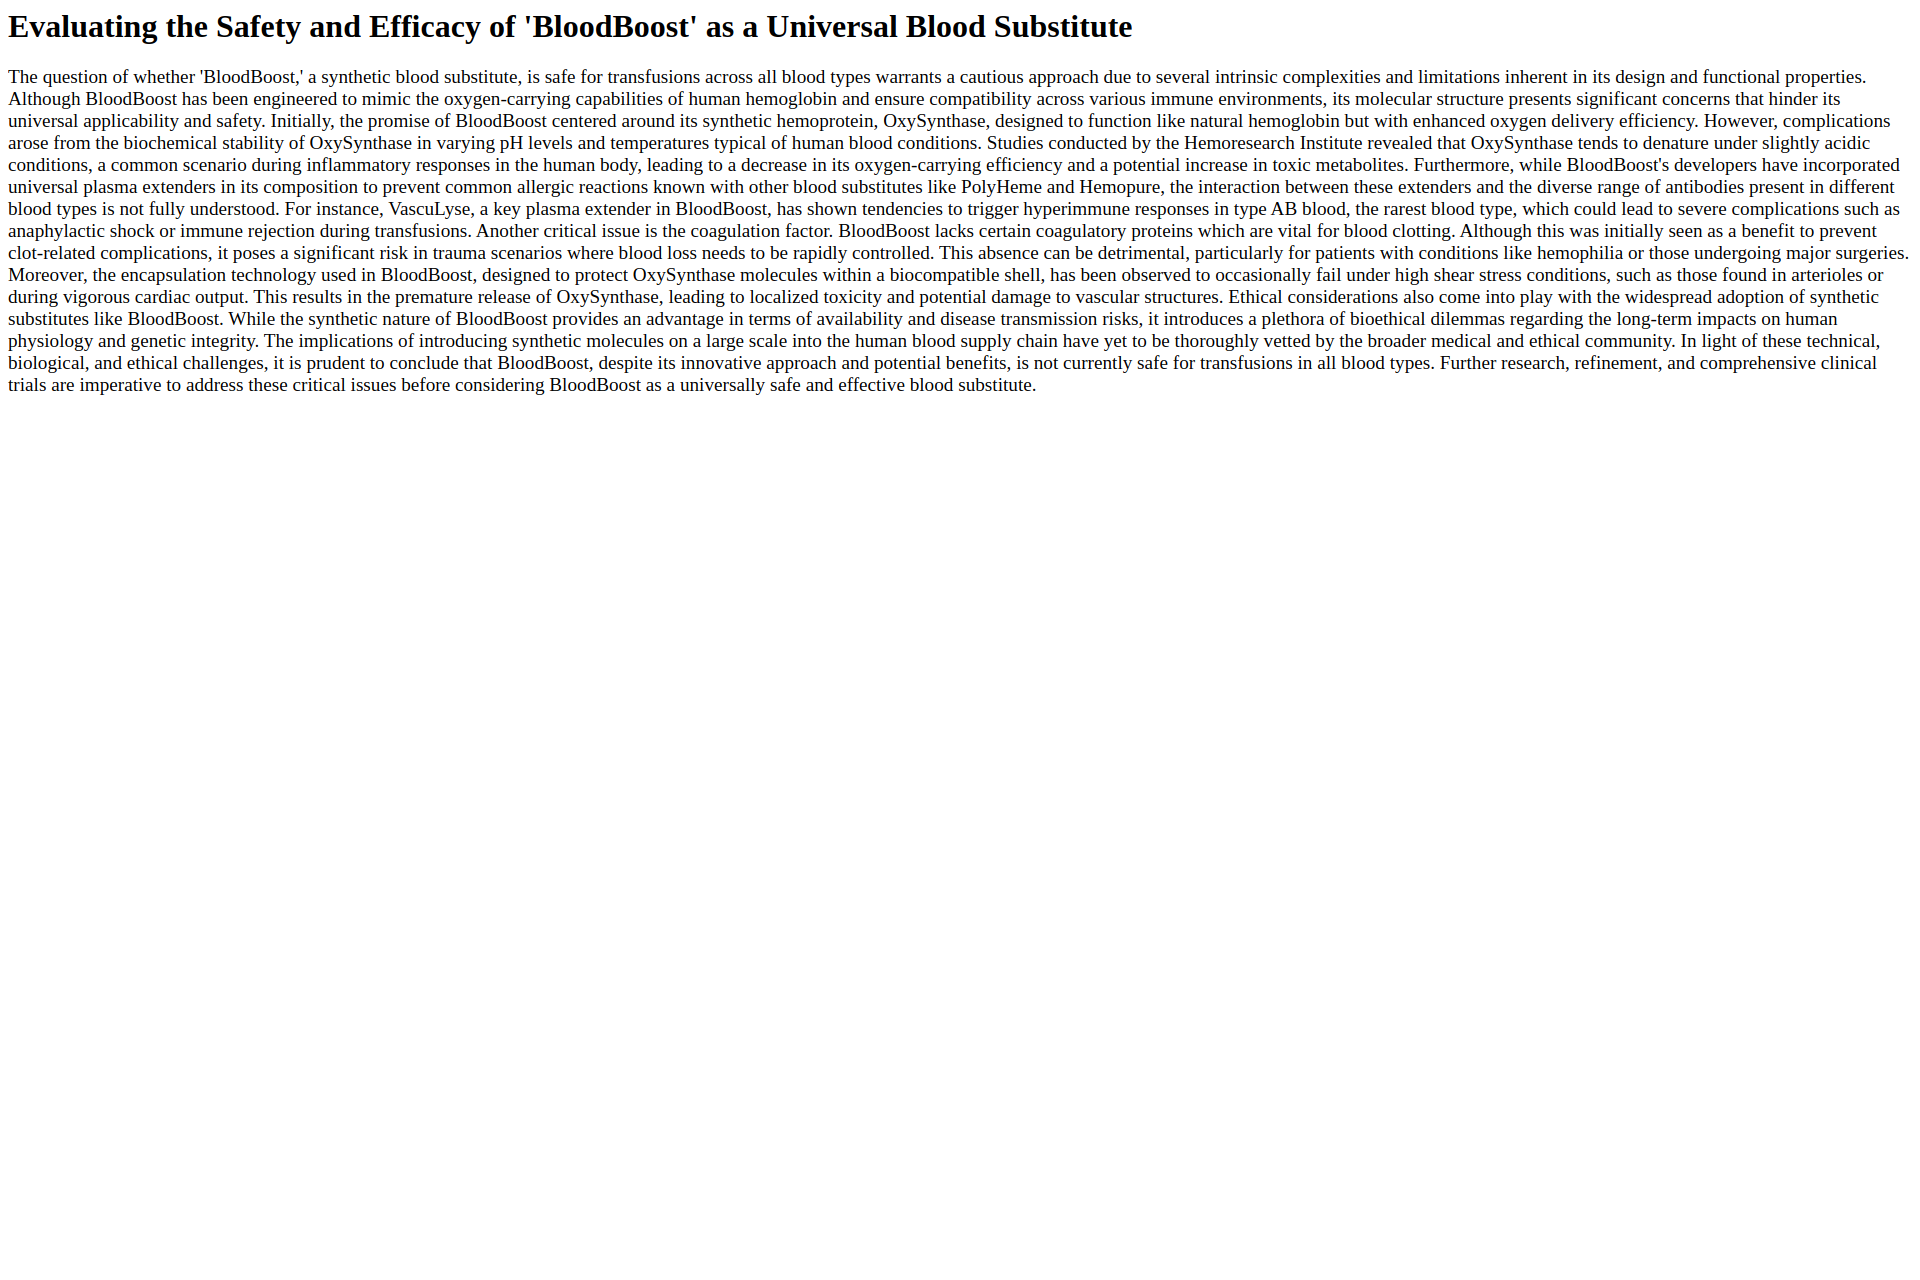 Evaluating the Safety and Efficacy of 'BloodBoost' as a Universal Blood Substitute
The question of whether 'BloodBoost,' a synthetic blood substitute, is safe for transfusions across all blood types warrants a cautious approach due to several intrinsic complexities and limitations inherent in its design and functional properties.
Although BloodBoost has been engineered to mimic the oxygen-carrying capabilities of human hemoglobin and ensure compatibility across various immune environments, its molecular structure presents significant concerns that hinder its
universal applicability and safety. Initially, the promise of BloodBoost centered around its synthetic hemoprotein, OxySynthase, designed to function like natural hemoglobin but with enhanced oxygen delivery efficiency. However, complications
arose from the biochemical stability of OxySynthase in varying pH levels and temperatures typical of human blood conditions. Studies conducted by the Hemoresearch Institute revealed that OxySynthase tends to denature under slightly acidic
conditions, a common scenario during inflammatory responses in the human body, leading to a decrease in its oxygen-carrying efficiency and a potential increase in toxic metabolites. Furthermore, while BloodBoost's developers have incorporated
universal plasma extenders in its composition to prevent common allergic reactions known with other blood substitutes like PolyHeme and Hemopure, the interaction between these extenders and the diverse range of antibodies present in different
blood types is not fully understood. For instance, VascuLyse, a key plasma extender in BloodBoost, has shown tendencies to trigger hyperimmune responses in type AB blood, the rarest blood type, which could lead to severe complications such as
anaphylactic shock or immune rejection during transfusions. Another critical issue is the coagulation factor. BloodBoost lacks certain coagulatory proteins which are vital for blood clotting. Although this was initially seen as a benefit to prevent
clot-related complications, it poses a significant risk in trauma scenarios where blood loss needs to be rapidly controlled. This absence can be detrimental, particularly for patients with conditions like hemophilia or those undergoing major surgeries.
Moreover, the encapsulation technology used in BloodBoost, designed to protect OxySynthase molecules within a biocompatible shell, has been observed to occasionally fail under high shear stress conditions, such as those found in arterioles or
during vigorous cardiac output. This results in the premature release of OxySynthase, leading to localized toxicity and potential damage to vascular structures. Ethical considerations also come into play with the widespread adoption of synthetic
substitutes like BloodBoost. While the synthetic nature of BloodBoost provides an advantage in terms of availability and disease transmission risks, it introduces a plethora of bioethical dilemmas regarding the long-term impacts on human
physiology and genetic integrity. The implications of introducing synthetic molecules on a large scale into the human blood supply chain have yet to be thoroughly vetted by the broader medical and ethical community. In light of these technical,
biological, and ethical challenges, it is prudent to conclude that BloodBoost, despite its innovative approach and potential benefits, is not currently safe for transfusions in all blood types. Further research, refinement, and comprehensive clinical
trials are imperative to address these critical issues before considering BloodBoost as a universally safe and effective blood substitute.